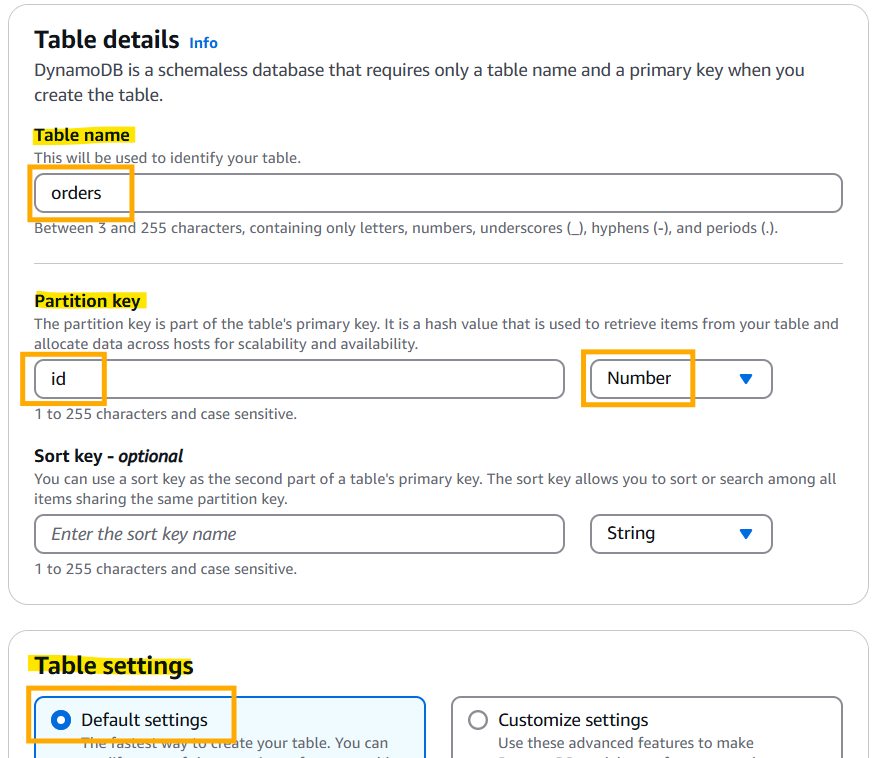 Table details Info
DynamoDB is a schemaless database that requires only a table name and a primary key when you
create the table.
Table name
This will be used to identify your table.
orders
Between 3 and 255 characters, containing only letters, numbers, underscores (_), hyphens (-), and periods (.).
Partition key
The partition key is part of the table's primary key. It is a hash value that is used to retrieve items from your table and
allocate data across hosts for scalability and availability.
id Number
1 to 255 characters and case sensitive.
Sort key - optional
You can use a sort key as the second part of a table's primary key. The sort key allows you to sort or search among all
items sharing the same partition key.
Enter the sort key name String
1 to 255 characters and case sensitive.
Table settings
Default settings Customize settings
The fastest way to create your table. You can Use these advanced features to make